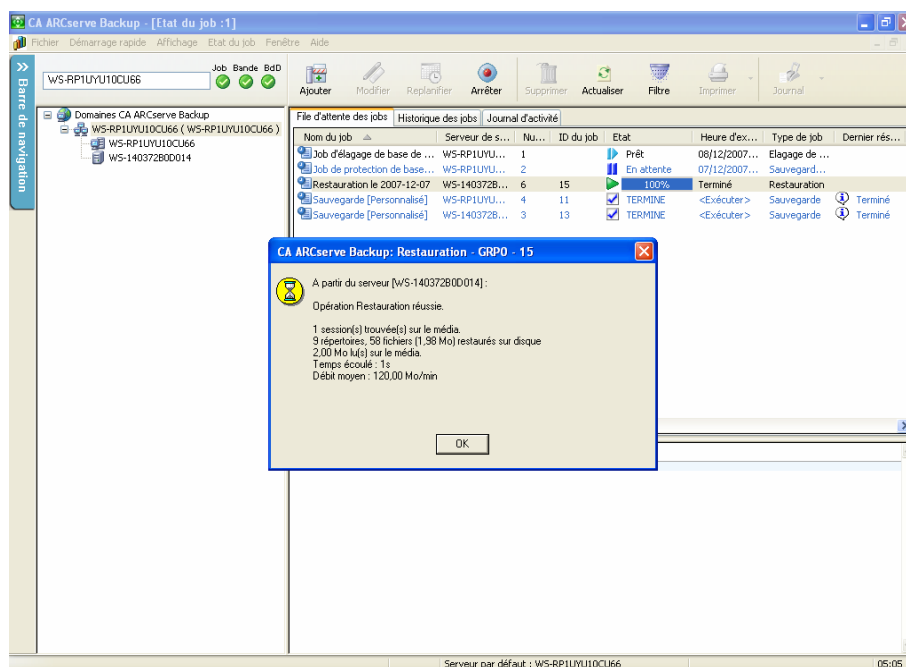 CA ARCserve Backup - [Etat du job :1]
Fichier Démarrage rapide Affichage Etat du job Fenêtre Aide
Barre de navigation
WS-RP1UYU10CU66
Job Bande BdD
Ajouter Modifier Replanifier Arrêter Supprimer Actualiser Filtre Imprimer Journal
Domaines CA ARCserve Backup
WS-RP1UYU10CU66 ( WS-RP1UYU10CU66 )
WS-RP1UYU10CU66
WS-140372B0D014
File d'attente des jobs Historique des jobs Journal d'activité
Nom du job Serveur de s... Nu... ID du job Etat Heure d'ex... Type de job Dernier rés...
Job d'élagage de base de ... WS-RP1UYU... 1 Prêt 08/12/2007... Elagage de ...
Job de protection de base... WS-RP1UYU... 2 En attente 07/12/2007... Sauvegard...
Restauration le 2007-12-07 WS-140372B... 6 15 100% Terminé Restauration
Sauvegarde [Personnalisé] WS-RP1UYU... 4 11 TERMINE <Exécuter> Sauvegarde Terminé
Sauvegarde [Personnalisé] WS-140372B... 3 13 TERMINE <Exécuter> Sauvegarde Terminé
CA ARCserve Backup: Restauration - GRP0 - 15
A partir du serveur [WS-140372B0D014] :
Opération Restauration réussie.
1 session(s) trouvée(s) sur le média.
9 répertoires, 58 fichiers (1,98 Mo) restaurés sur disque
2,00 Mo lu(s) sur le média.
Temps écoulé : 1s
Débit moyen : 120,00 Mo/min
OK
Serveur par défaut : WS-RP1UYU10CU66 05:05